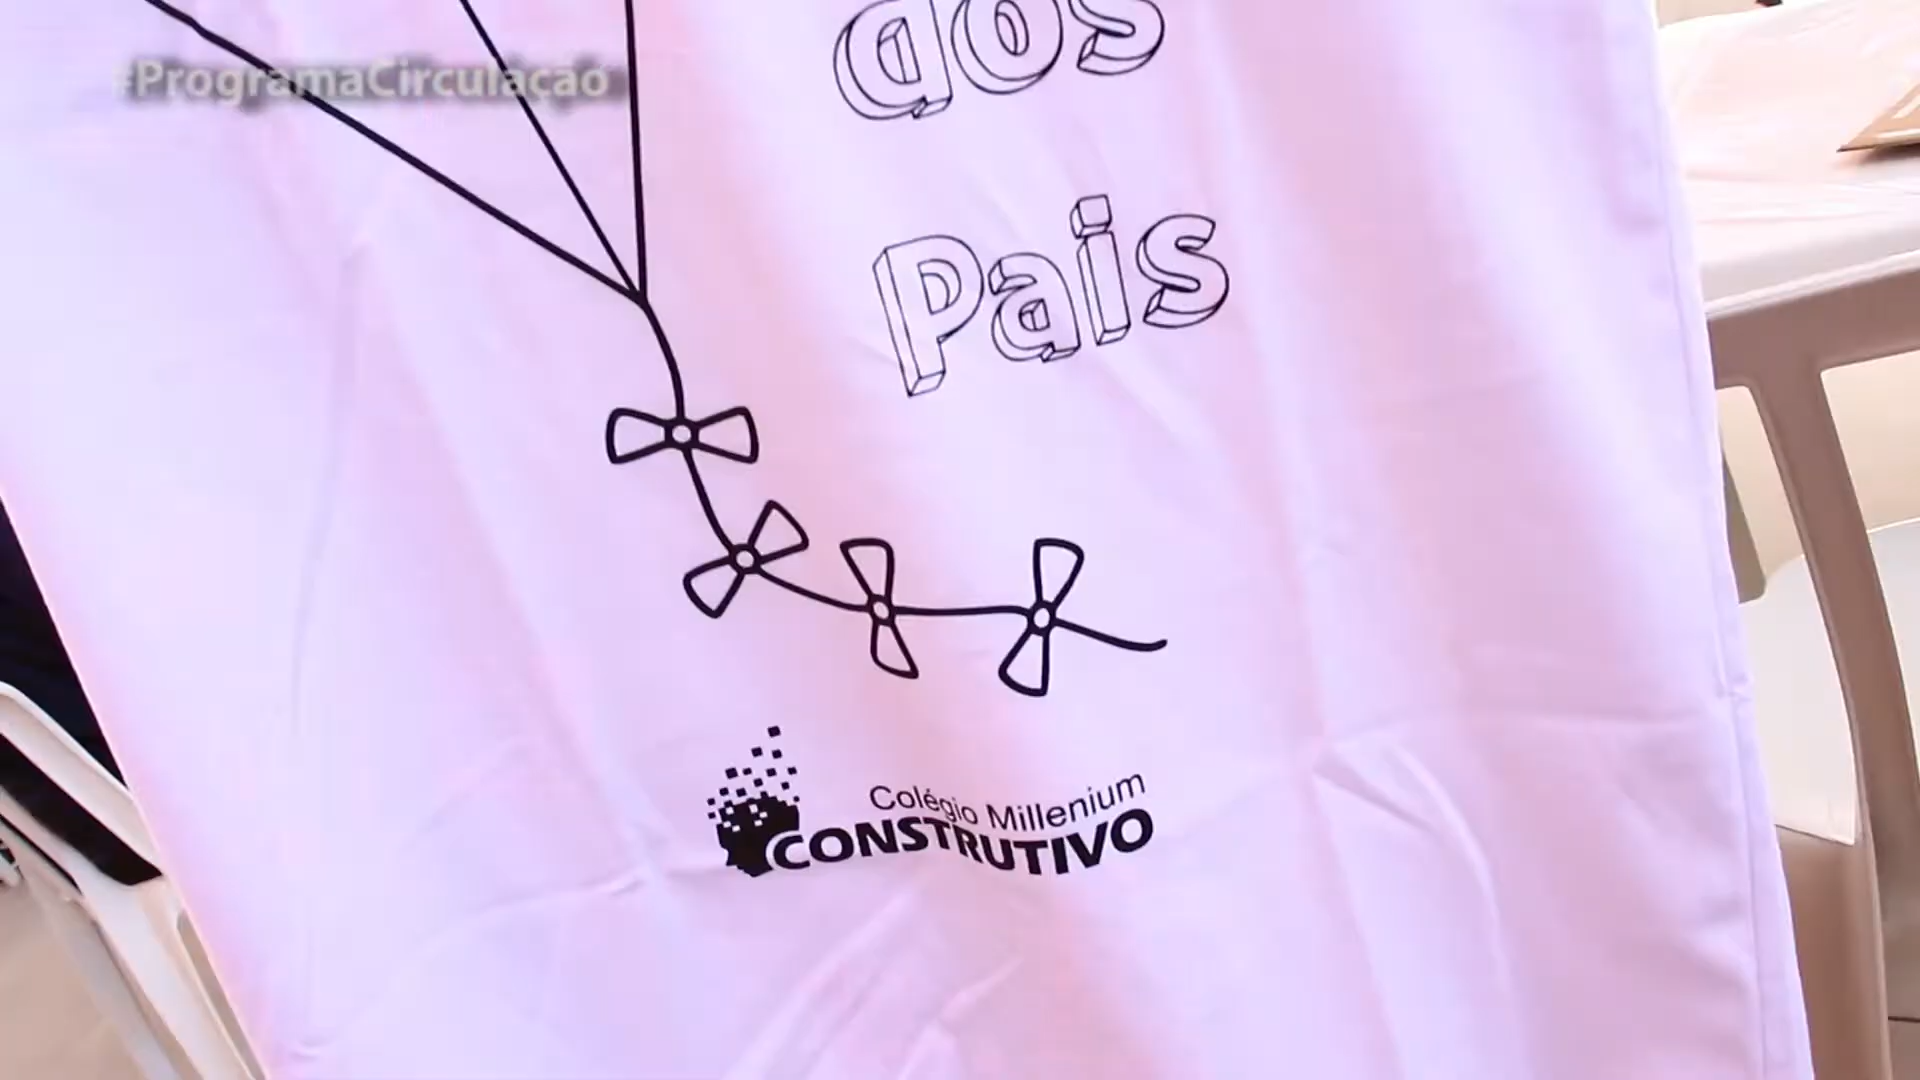 #ProgramaCirculação
dos
Pais
Colégio Millenium
CONSTRUTIVO